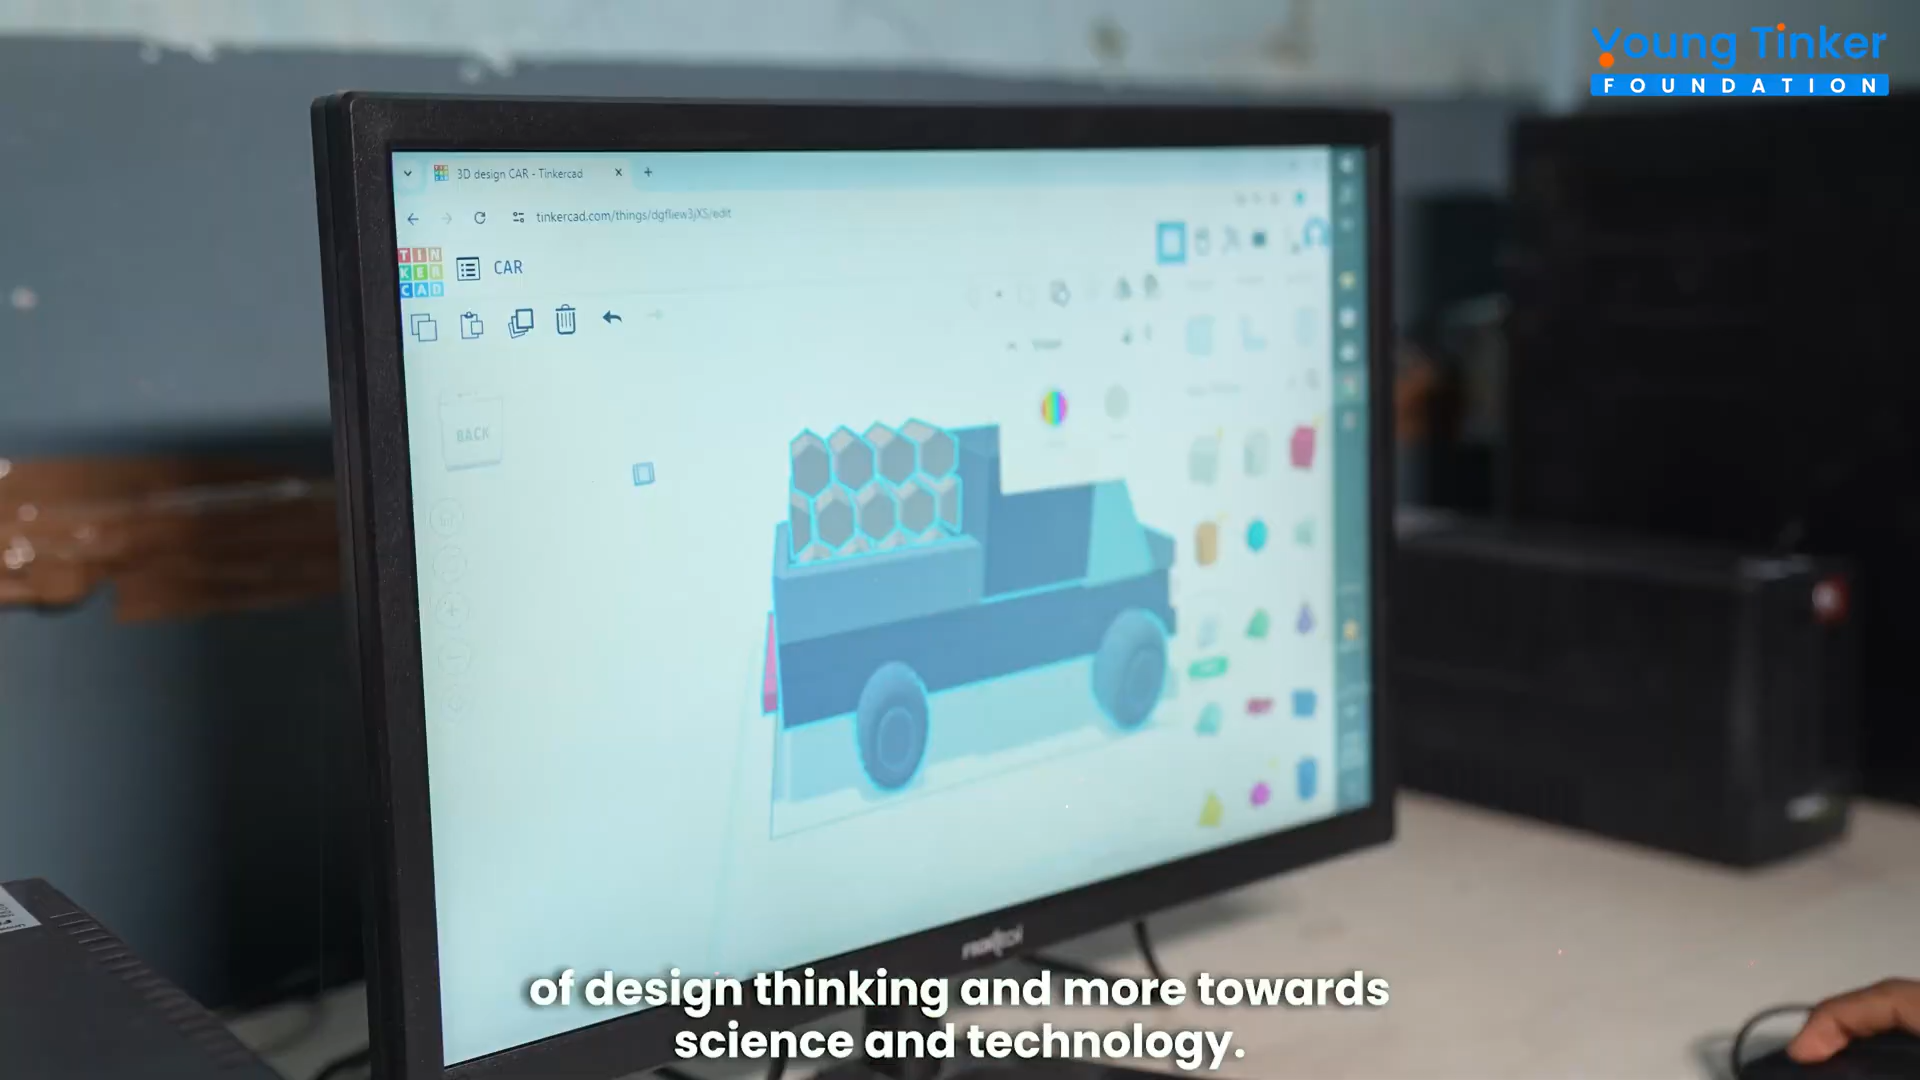 Young Tinker
FOUNDATION
3D design CAR - Tinkercad
tinkercad.com/things/dgfliew3jXS/edit
TIN
KER
CAD
CAR
BACK
of design thinking and more towards
science and technology.